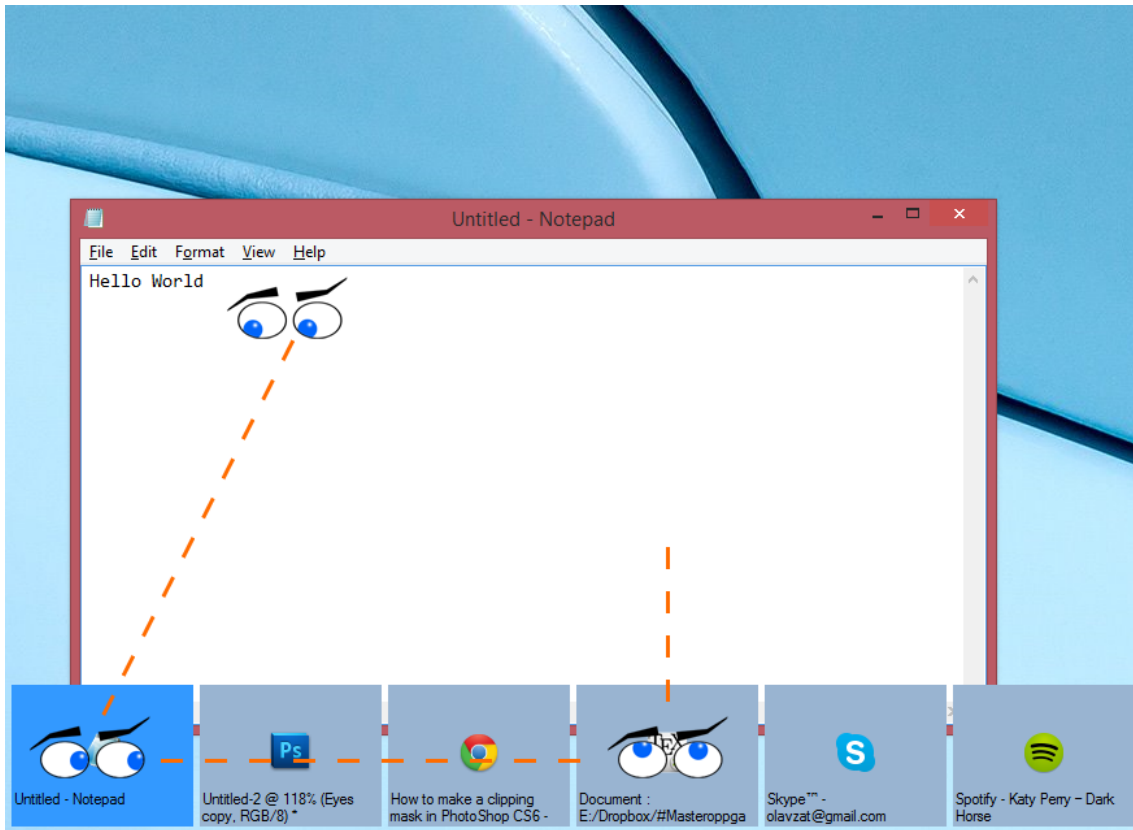 Untitled - Notepad
File Edit Format View Help
Hello World
Ps
TEX
S
Untitled - Notepad
Untitled-2 @ 118% (Eyes
copy, RGB/8) *
How to make a clipping
mask in PhotoShop CS6 -
Document :
E:/Dropbox/#Masteroppga
Skype™ -
olavzat@gmail.com
Spotify - Katy Perry – Dark
Horse